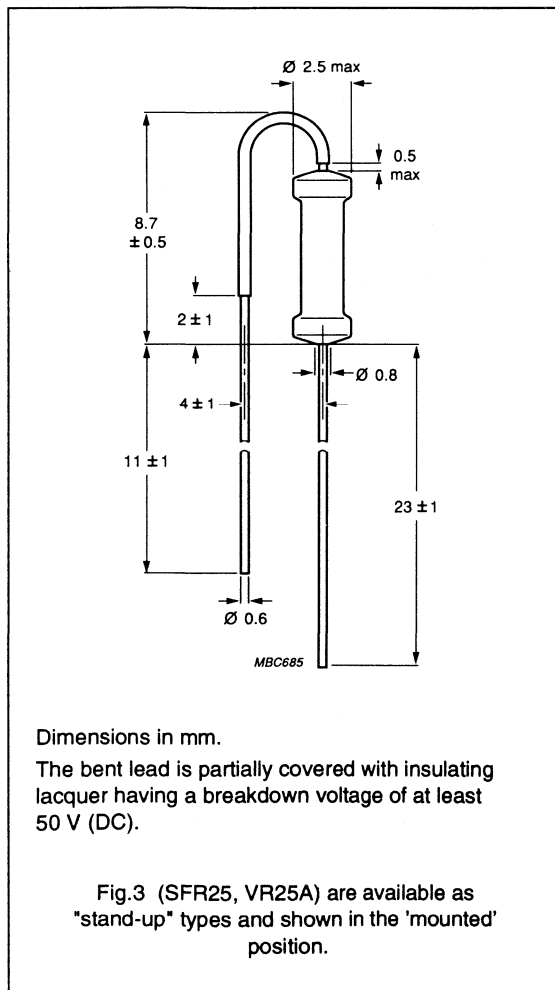 Ø 2.5 max
0.5
max
8.7
± 0.5
2 ± 1
Ø 0.8
4 ± 1
11 ± 1
23 ± 1
Ø 0.6
MBC685
Dimensions in mm.
The bent lead is partially covered with insulating
lacquer having a breakdown voltage of at least
50 V (DC).
Fig.3 (SFR25, VR25A) are available as
"stand-up" types and shown in the 'mounted'
position.